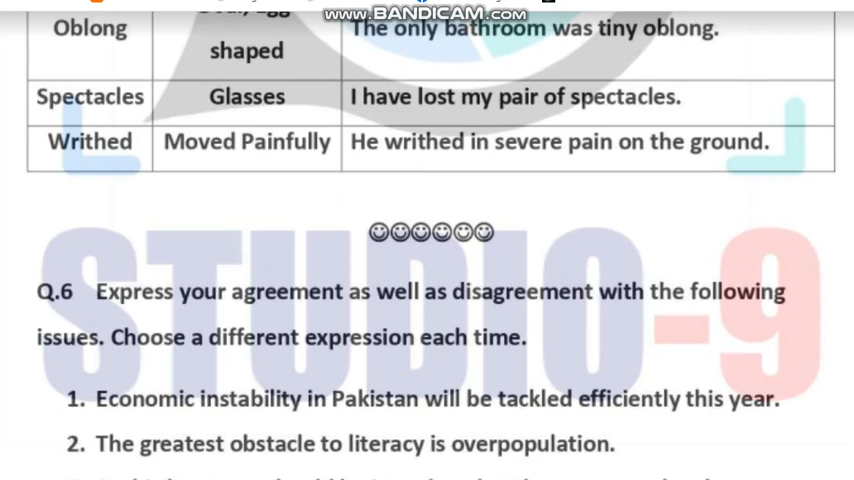 www.BANDICAM.com
Oblong
shaped
The only bathroom was tiny oblong.
Spectacles Glasses I have lost my pair of spectacles.
Writhed Moved Painfully He writhed in severe pain on the ground.
STUDIO-9
Q.6 Express your agreement as well as disagreement with the following
issues. Choose a different expression each time.
1. Economic instability in Pakistan will be tackled efficiently this year.
2. The greatest obstacle to literacy is overpopulation.